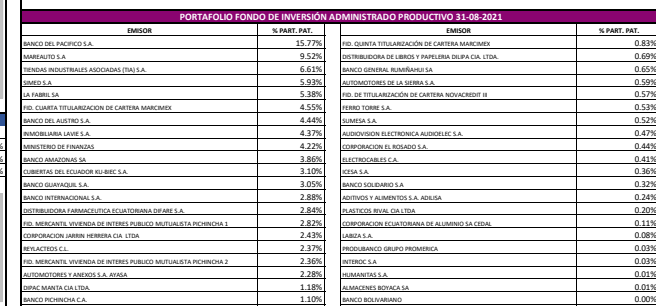 PORTAFOLIO FONDO DE INVERSIÓN ADMINISTRADO PRODUCTIVO 31-08-2021
EMISOR % PART. PAT. EMISOR % PART. PAT.
BANCO DEL PACIFICO S.A. 15.77% FID. QUINTA TITULARIZACIÓN DE CARTERA MARCIMEX 0.83%
MAREAUTO S.A 9.52% DISTRIBUIDORA DE LIBROS Y PAPELERIA DILIPA CIA. LTDA. 0.69%
TIENDAS INDUSTRIALES ASOCIADAS (TIA) S.A. 6.61% BANCO GENERAL RUMIÑAHUI SA 0.65%
SIMED S.A 5.93% AUTOMOTORES DE LA SIERRA S.A. 0.59%
LA FABRIL SA 5.38% FID. DE TITULARIZACIÓN DE CARTERA NOVACREDIT III 0.57%
FID. CUARTA TITULARIZACION DE CARTERA MARCIMEX 4.55% FERRO TORRE S.A. 0.53%
BANCO DEL AUSTRO S.A. 4.44% SUMESA S.A. 0.52%
INMOBILIARIA LAVIE S.A. 4.37% AUDIOVISION ELECTRONICA AUDIOELEC S.A. 0.47%
MINISTERIO DE FINANZAS 4.22% CORPORACION EL ROSADO S.A. 0.44%
BANCO AMAZONAS SA 3.86% ELECTROCABLES C.A. 0.41%
CUBIERTAS DEL ECUADOR KU-BIEC S.A. 3.10% ICESA S.A. 0.36%
BANCO GUAYAQUIL S.A. 3.05% BANCO SOLIDARIO S.A 0.32%
BANCO INTERNACIONAL S.A. 2.88% ADITIVOS Y ALIMENTOS S.A. ADILISA 0.24%
DISTRIBUIDORA FARMACEUTICA ECUATORIANA DIFARE S.A. 2.84% PLASTICOS RIVAL CIA LTDA 0.20%
FID. MERCANTIL VIVIENDA DE INTERES PUBLICO MUTUALISTA PICHINCHA 1 2.82% CORPORACION ECUATORIANA DE ALUMINIO SA CEDAL 0.11%
CORPORACION JARRIN HERRERA CIA LTDA 2.43% LABIZA S.A. 0.08%
REYLACTEOS C.L. 2.37% PRODUBANCO GRUPO PROMERICA 0.03%
FID. MERCANTIL VIVIENDA DE INTERES PUBLICO MUTUALISTA PICHINCHA 2 2.36% INTEROC S.A 0.03%
AUTOMOTORES Y ANEXOS S.A. AYASA 2.28% HUMANITAS S.A. 0.01%
DIPAC MANTA CIA LTDA. 1.18% ALMACENES BOYACA SA 0.01%
BANCO PICHINCHA C.A. 1.10% BANCO BOLIVARIANO 0.00%